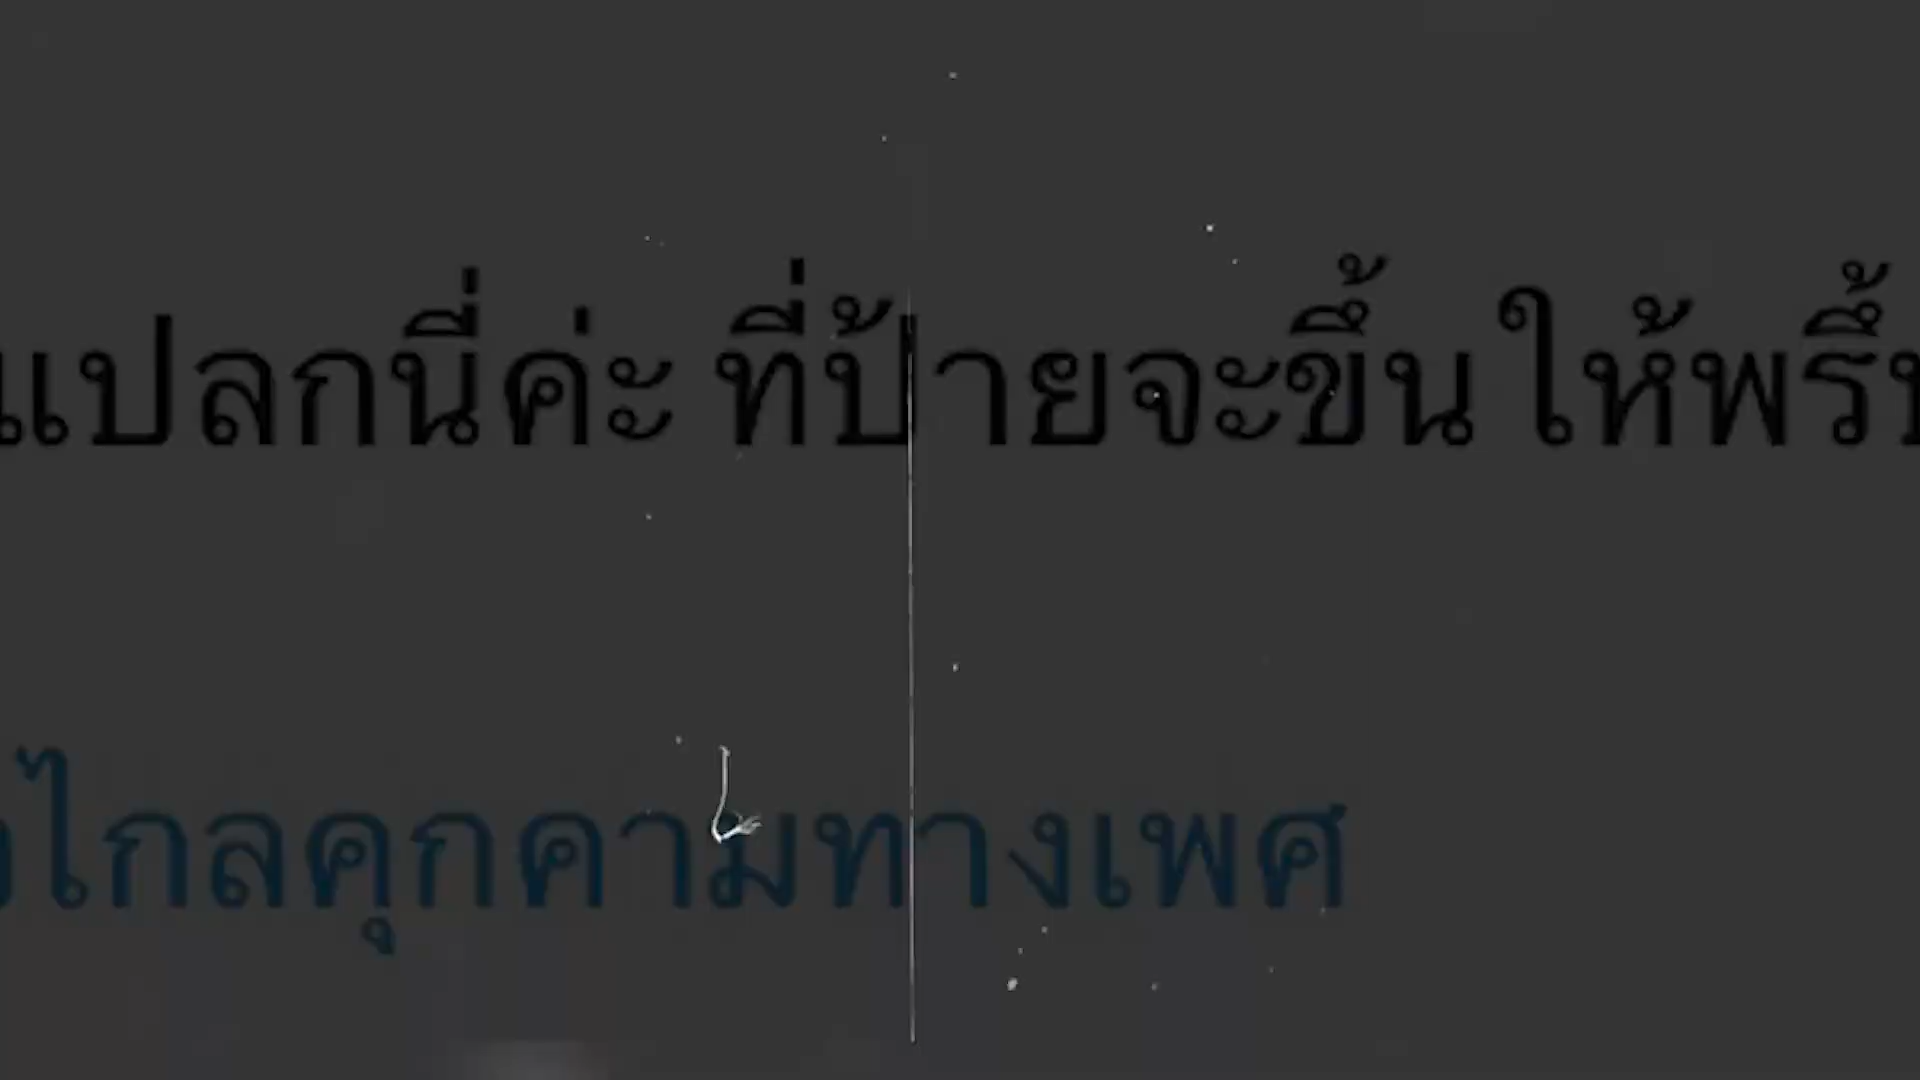 แปลกนี่ค่ะ ที่ป้ายจะขึ้น ให้พริ้
ไกลคุกคามทางเพศ